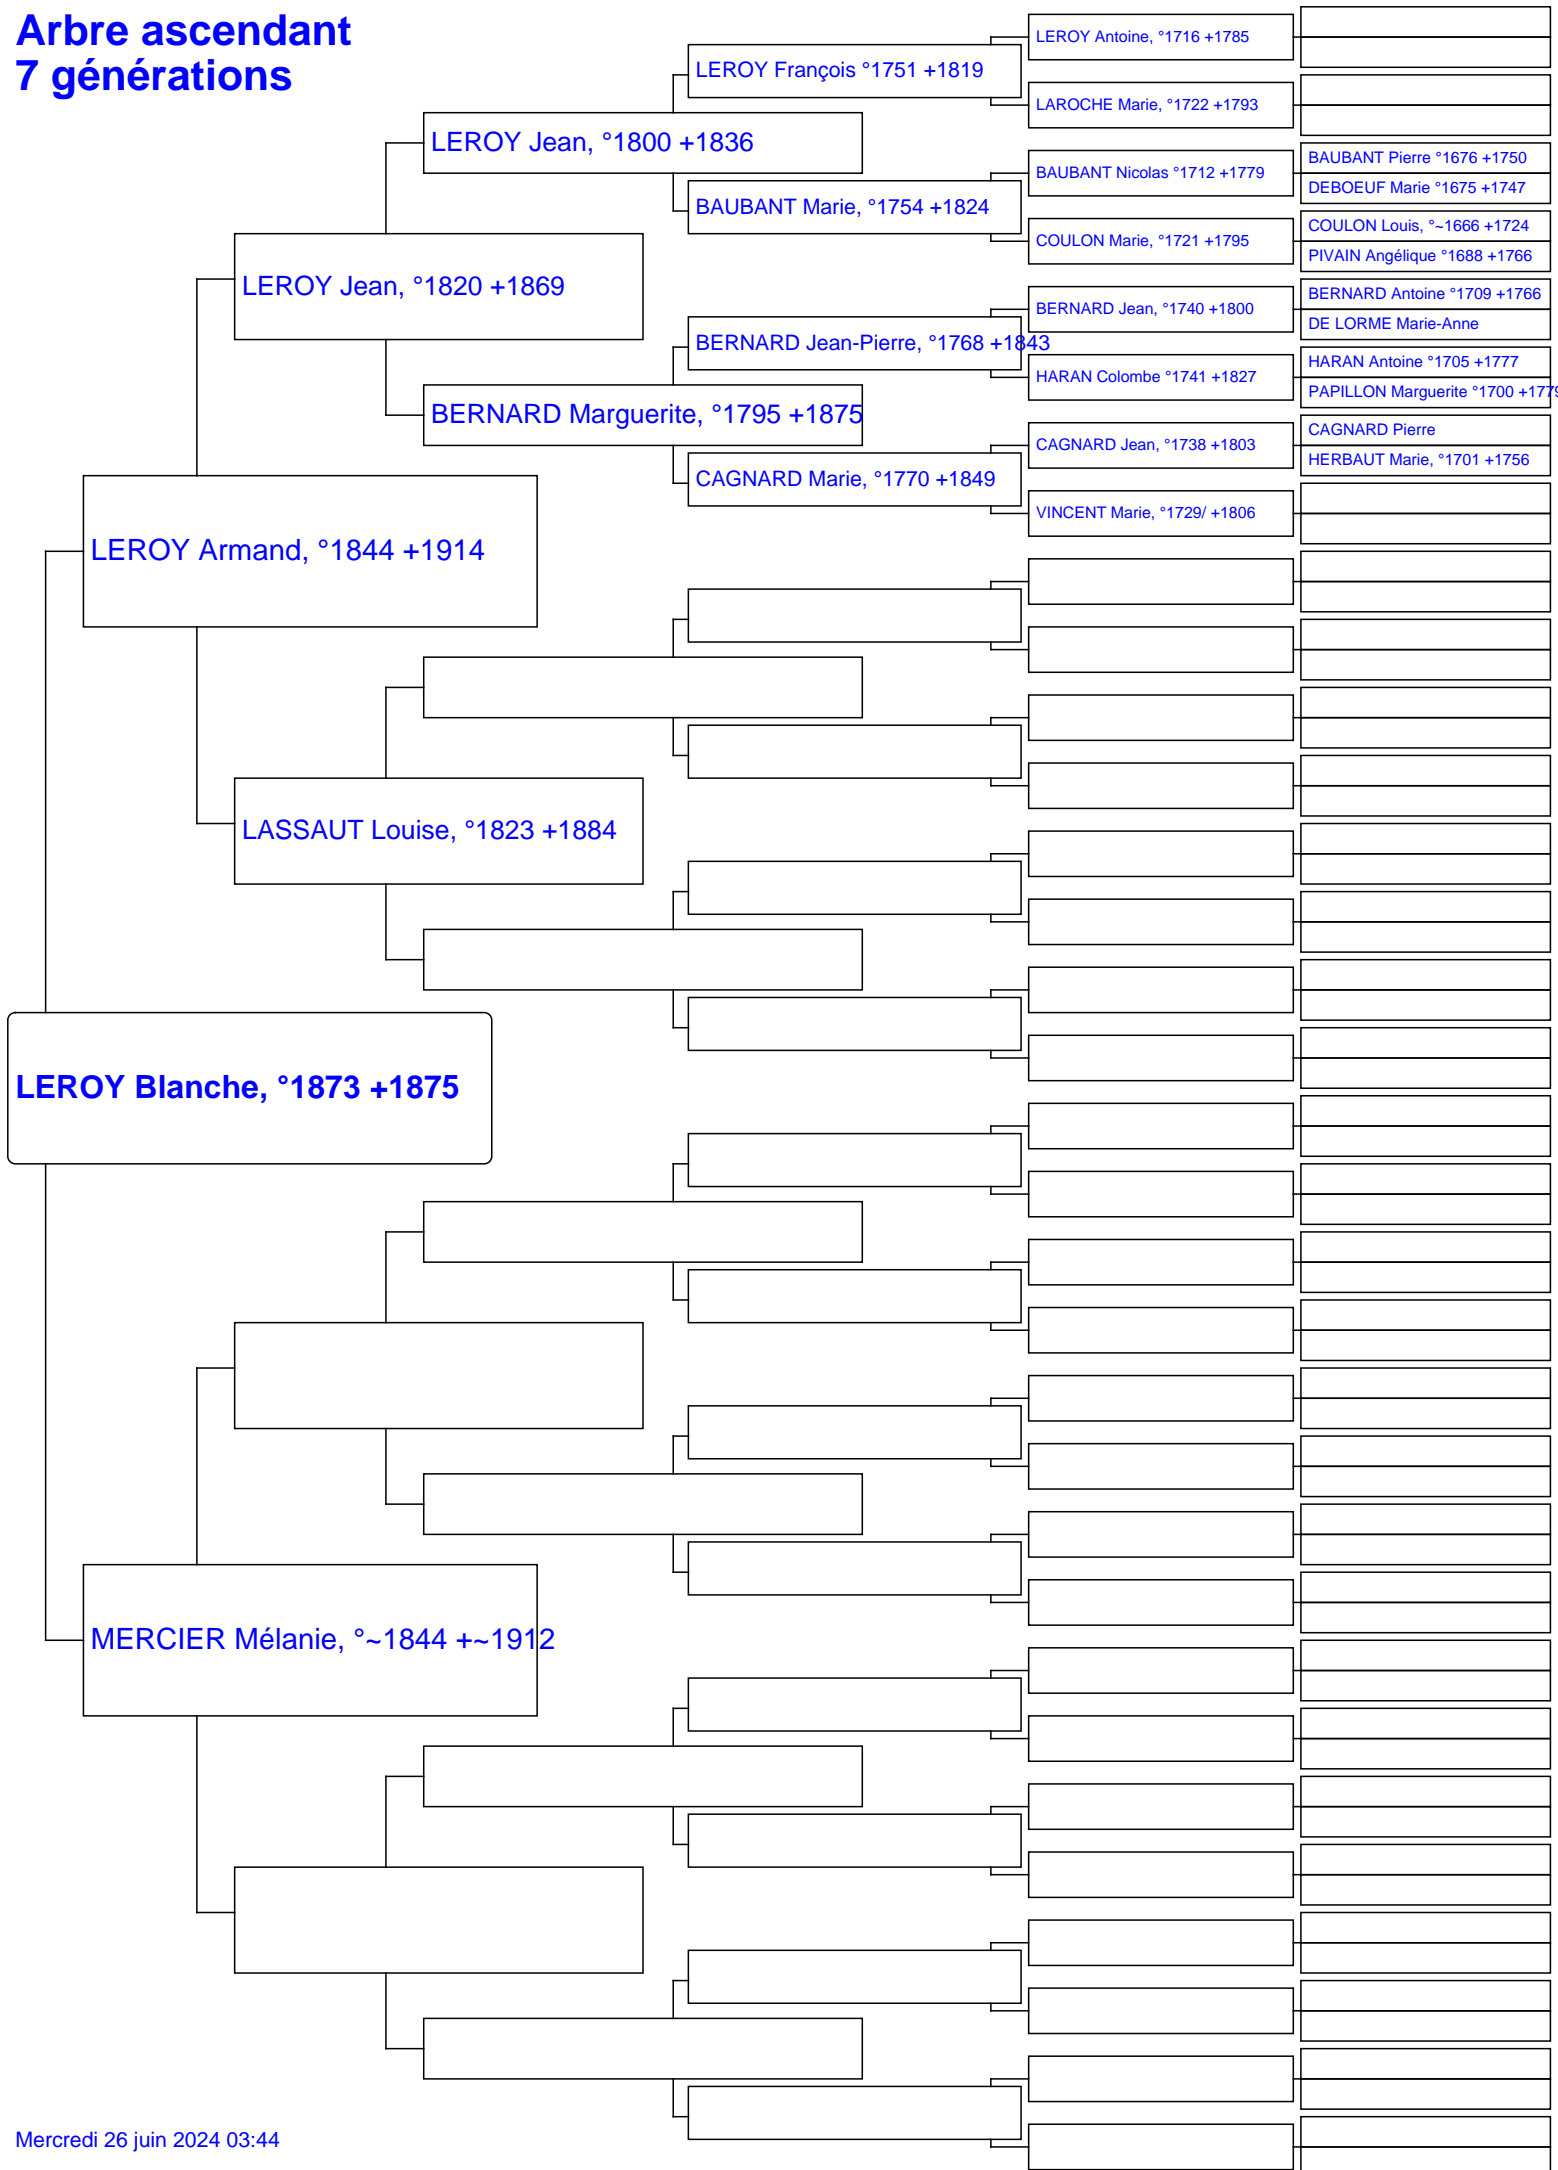 Arbre ascendant
7 générations
LEROY Blanche, °1873 +1875
LEROY Armand, °1844 +1914
MERCIER Mélanie, °~1844 +~1912
LEROY Jean, °1820 +1869
LASSAUT Louise, °1823 +1884
LEROY Jean, °1800 +1836
BERNARD Marguerite, °1795 +1875
LEROY François °1751 +1819
BAUBANT Marie, °1754 +1824
BERNARD Jean-Pierre, °1768 +1843
CAGNARD Marie, °1770 +1849
LEROY Antoine, °1716 +1785
LAROCHE Marie, °1722 +1793
BAUBANT Nicolas °1712 +1779
COULON Marie, °1721 +1795
BERNARD Jean, °1740 +1800
HARAN Colombe °1741 +1827
CAGNARD Jean, °1738 +1803
VINCENT Marie, °1729/ +1806
BAUBANT Pierre °1676 +1750
DEBOEUF Marie °1675 +1747
COULON Louis, °~1666 +1724
PIVAIN Angélique °1688 +1766
BERNARD Antoine °1709 +1766
DE LORME Marie-Anne
HARAN Antoine °1705 +1777
PAPILLON Marguerite °1700 +1779
CAGNARD Pierre
HERBAUT Marie, °1701 +1756
Mercredi 26 juin 2024 03:44